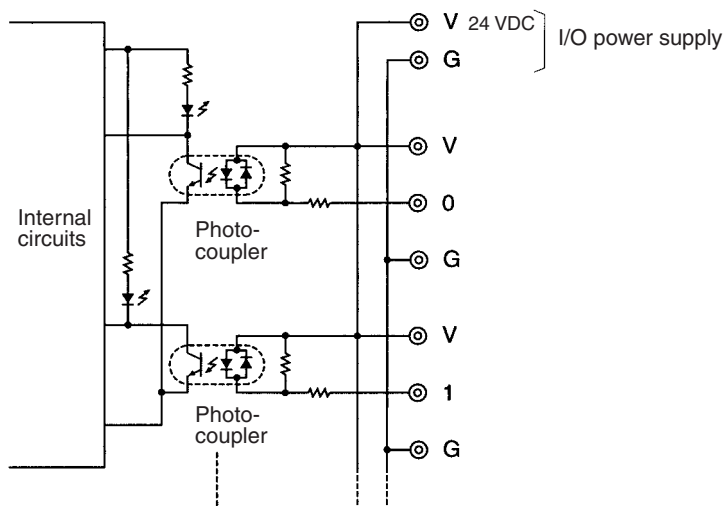 V 24 VDC
I/O power supply
G
V
0
Internal
circuits
Photo-
coupler
G
V
1
Photo-
coupler
G